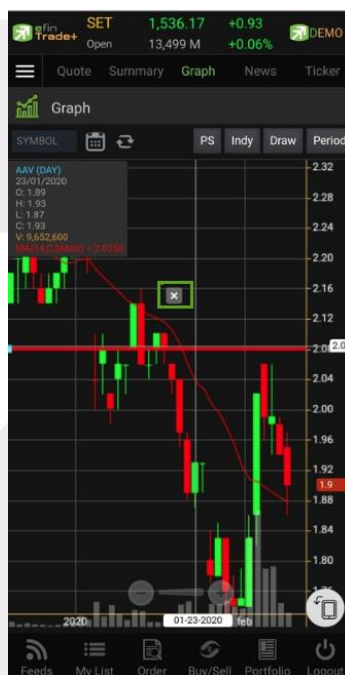 efin Trade+ SET 1,536.17 +0.93 DEMO
Open 13,499 M +0.06%
Quote Summary Graph News Ticker
Graph
SYMBOL PS Indy Draw Period
AAV (DAY)
23/01/2020
O: 1.89
H: 1.93
L: 1.87
C: 1.93
V: 9,652,600
2.32
2.28
2.24
2.20
2.16
2.12
2.0
2.04
2.00
1.96
1.92
1.9
1.88
1.84
1.80
2020 01-23-2020 feb
Feeds My List Order Buy/Sell Portfolio Logout